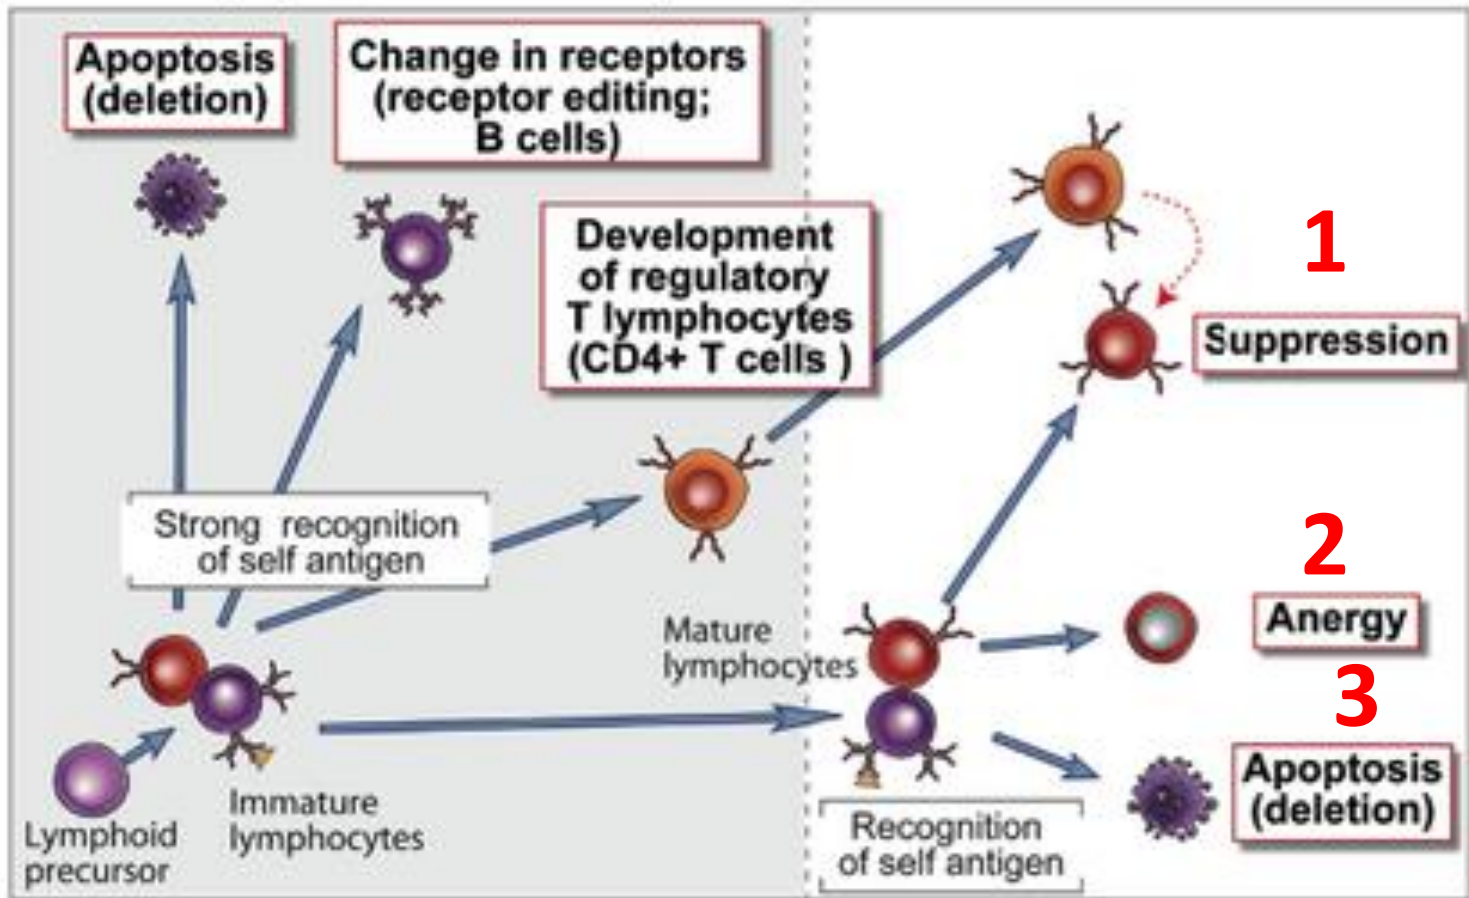 Apoptosis
(deletion)
Change in receptors
(receptor editing;
B cells)
Development
of regulatory
T lymphocytes
(CD4+ T cells )
1
Suppression
Strong recognition
of self antigen
2
Anergy
Mature
lymphocytes
3
Apoptosis
(deletion)
Immature
lymphocytes
Lymphoid
precursor
Recognition
of self antigen